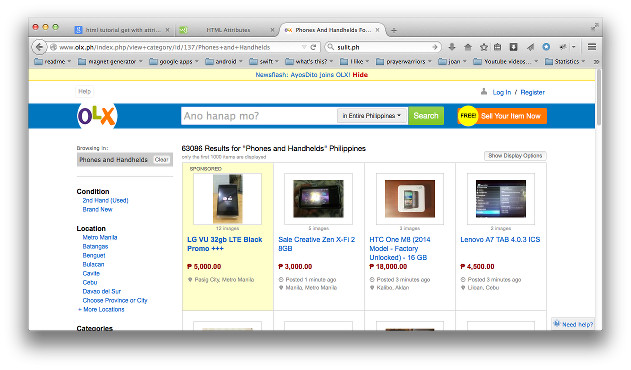 html tutorial get with attri...
HTML Attributes
Phones And Handhelds Fo...
www.olx.ph/index.php/view+category/id/137/Phones+and+Handhelds
sulit.ph
readme
magnet generator
google apps
android
swift
what's this?
I like
prayerwarriors
joan
Youtube videos...
Statistics
Newsflash: AyosDito joins OLX! Hide
Help
Log In / Register
OLX
Ano hanap mo?
in Entire Philippines
Search
FREE!
Sell Your Item Now
Browsing in:
Phones and Handhelds
Clear
63086 Results for "Phones and Handhelds" Philippines
only the first 1000 items are displayed
Show Display Options
Condition
2nd Hand (Used)
Brand New
Location
Metro Manila
Batangas
Benguet
Bulacan
Cavite
Cebu
Davao del Sur
Choose Province or City
+ More Locations
Categories
SPONSORED
12 images
LG VU 32gb LTE Black
Promo +++
₱ 5,000.00
Pasig City, Metro Manila
2 images
Sale Creative Zen X-Fi 2
8GB
₱ 3,000.00
Posted 1 minute ago
Manila, Metro Manila
2 images
HTC One M8 (2014
Model - Factory
Unlocked) - 16 GB
₱ 18,000.00
Posted 3 minutes ago
Kalibo, Aklan
2 images
Lenovo A7 TAB 4.0.3 ICS
₱ 4,500.00
Posted 3 minutes ago
Liloan, Cebu
Need help?